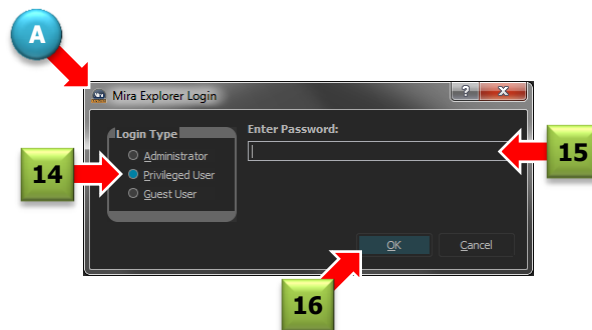 A
Mira Explorer Login
? X
Login Type
Enter Password:
Administrator
14
Privileged User
15
Guest User
OK
Cancel
16